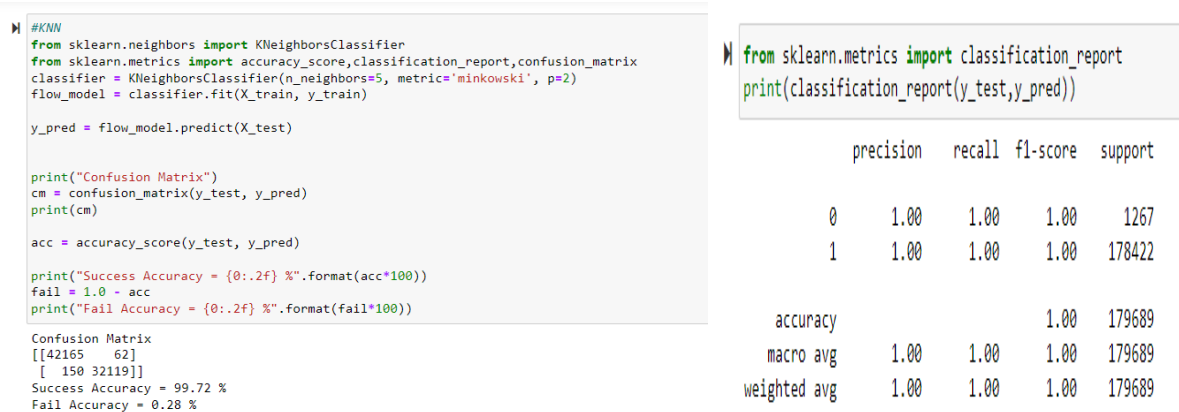 #KNN
from sklearn.neighbors import KNeighborsClassifier
from sklearn.metrics import accuracy_score,classification_report,confusion_matrix
classifier = KNeighborsClassifier(n_neighbors=5, metric='minkowski', p=2)
flow_model = classifier.fit(X_train, y_train)
y_pred = flow_model.predict(X_test)
print("Confusion Matrix")
cm = confusion_matrix(y_test, y_pred)
print(cm)
acc = accuracy_score(y_test, y_pred)
print("Success Accuracy = {0:.2f} %".format(acc*100))
fail = 1.0 - acc
print("Fail Accuracy = {0:.2f} %".format(fail*100))
Confusion Matrix
[[42165    62]
 [  150 32119]]
Success Accuracy = 99.72 %
Fail Accuracy = 0.28 %
from sklearn.metrics import classification_report
print(classification_report(y_test,y_pred))
precision recall f1-score support
0 1.00 1.00 1.00 1267
1 1.00 1.00 1.00 178422
accuracy 1.00 179689
macro avg 1.00 1.00 1.00 179689
weighted avg 1.00 1.00 1.00 179689